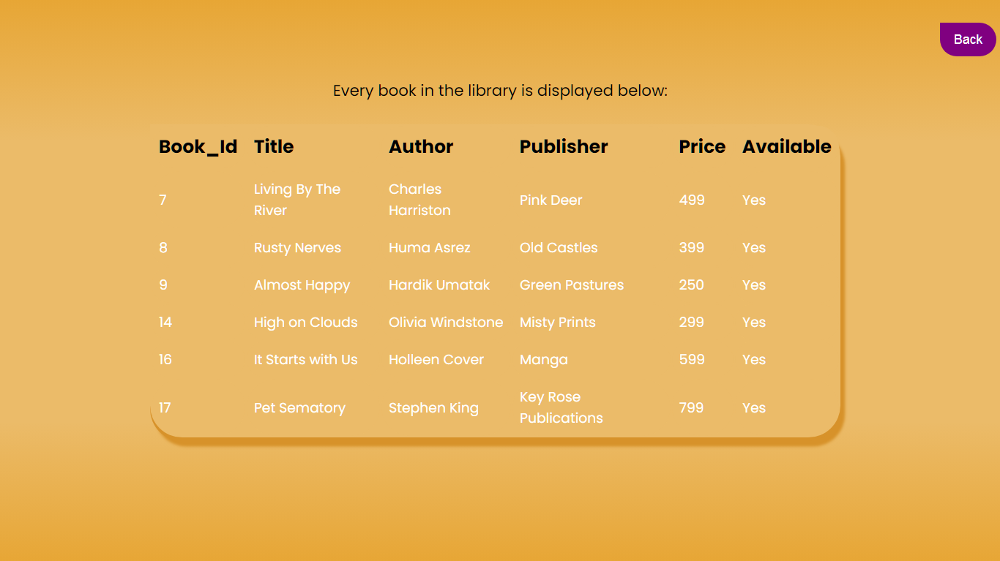 Back
Every book in the library is displayed below:
Book_Id Title Author Publisher Price Available
7 Living By The River Charles Harriston Pink Deer 499 Yes
8 Rusty Nerves Huma Asrez Old Castles 399 Yes
9 Almost Happy Hardik Umatak Green Pastures 250 Yes
14 High on Clouds Olivia Windstone Misty Prints 299 Yes
16 It Starts with Us Holleen Cover Manga 599 Yes
17 Pet Sematory Stephen King Key Rose Publications 799 Yes